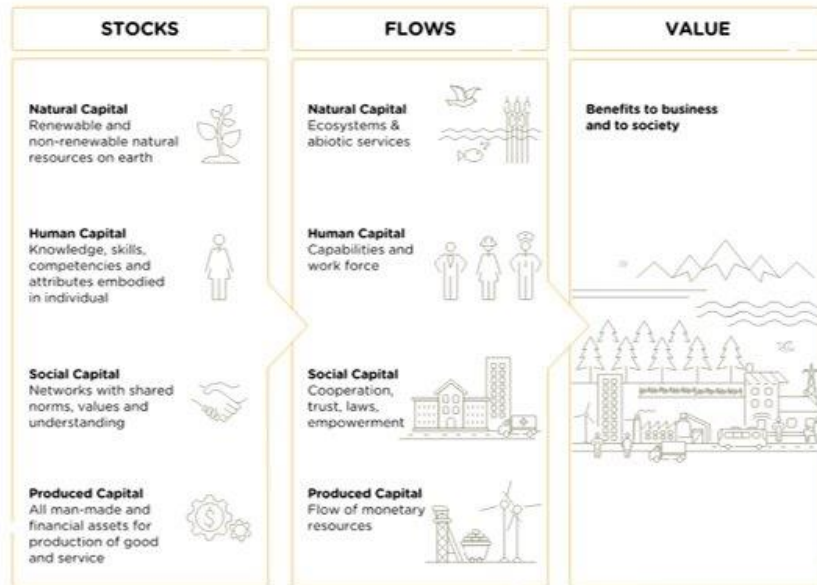 STOCKS
Natural Capital
Renewable and
non-renewable natural
resources on earth
Human Capital
Knowledge, skills,
competencies and
attributes embodied
in individual
Social Capital
Networks with shared
norms, values and
understanding
Produced Capital
All man-made and
financial assets for
production of good
and service
$
FLOWS
Natural Capital
Ecosystems &
abiotic services
Human Capital
Capabilities and
work force
Social Capital
Cooperation,
trust, laws,
empowerment
Produced Capital
Flow of monetary
resources
VALUE
Benefits to business
and to society